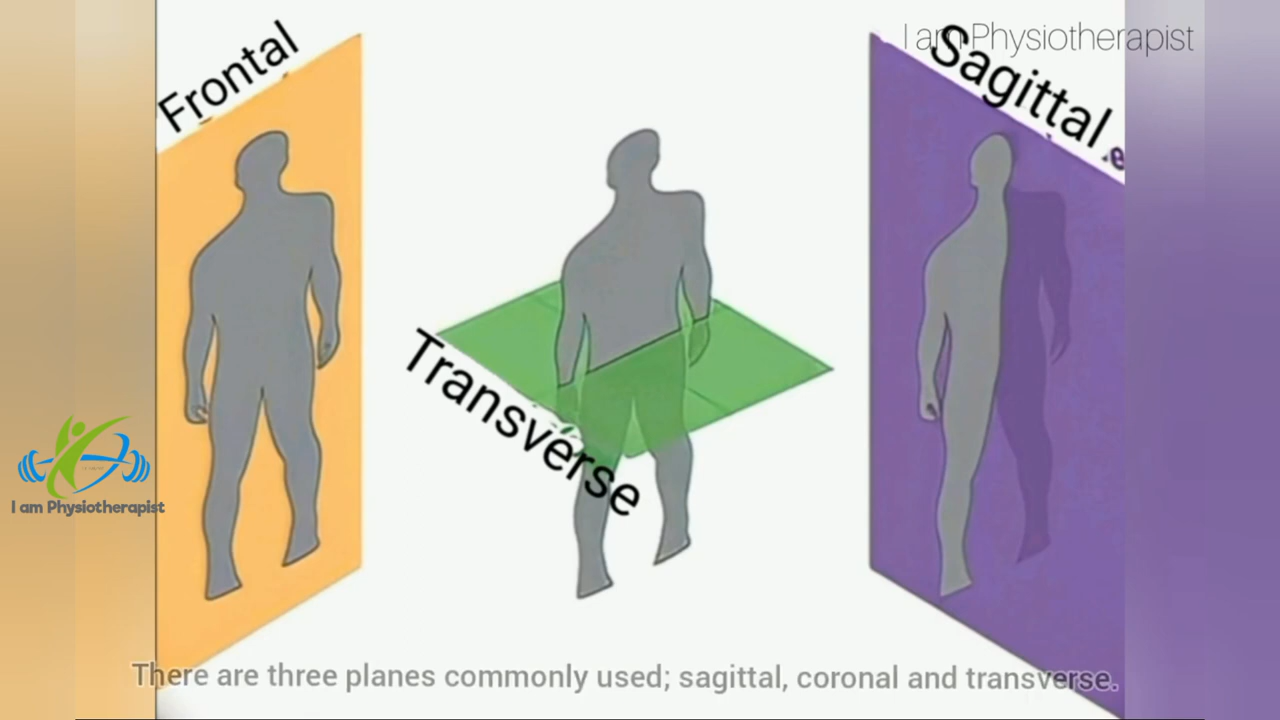 I am Physiotherapist
Frontal
Sagittal
Transverse
I am Physiotherapist
There are three planes commonly used; sagittal, coronal and transverse.